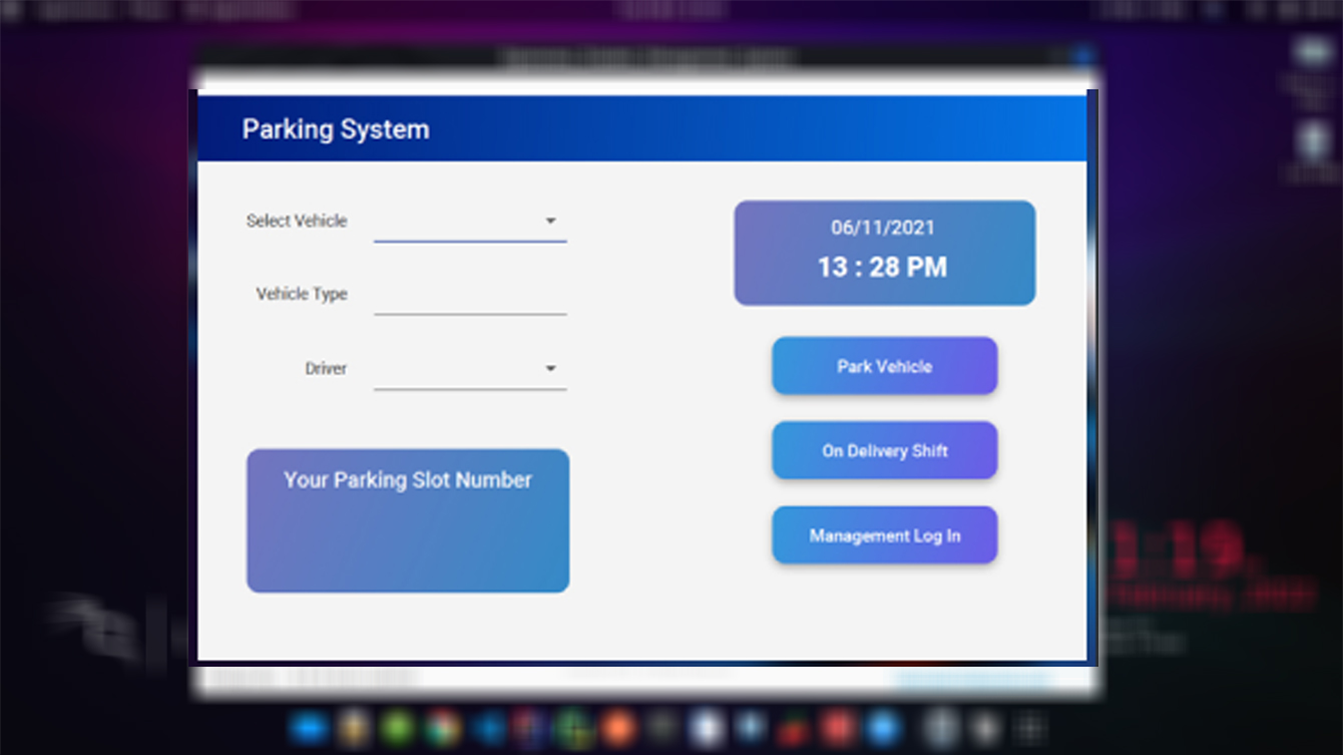 Parking System
Select Vehicle
Vehicle Type
Driver
Your Parking Slot Number
06/11/2021
13 : 28 PM
Park Vehicle
On Delivery Shift
Management Log In